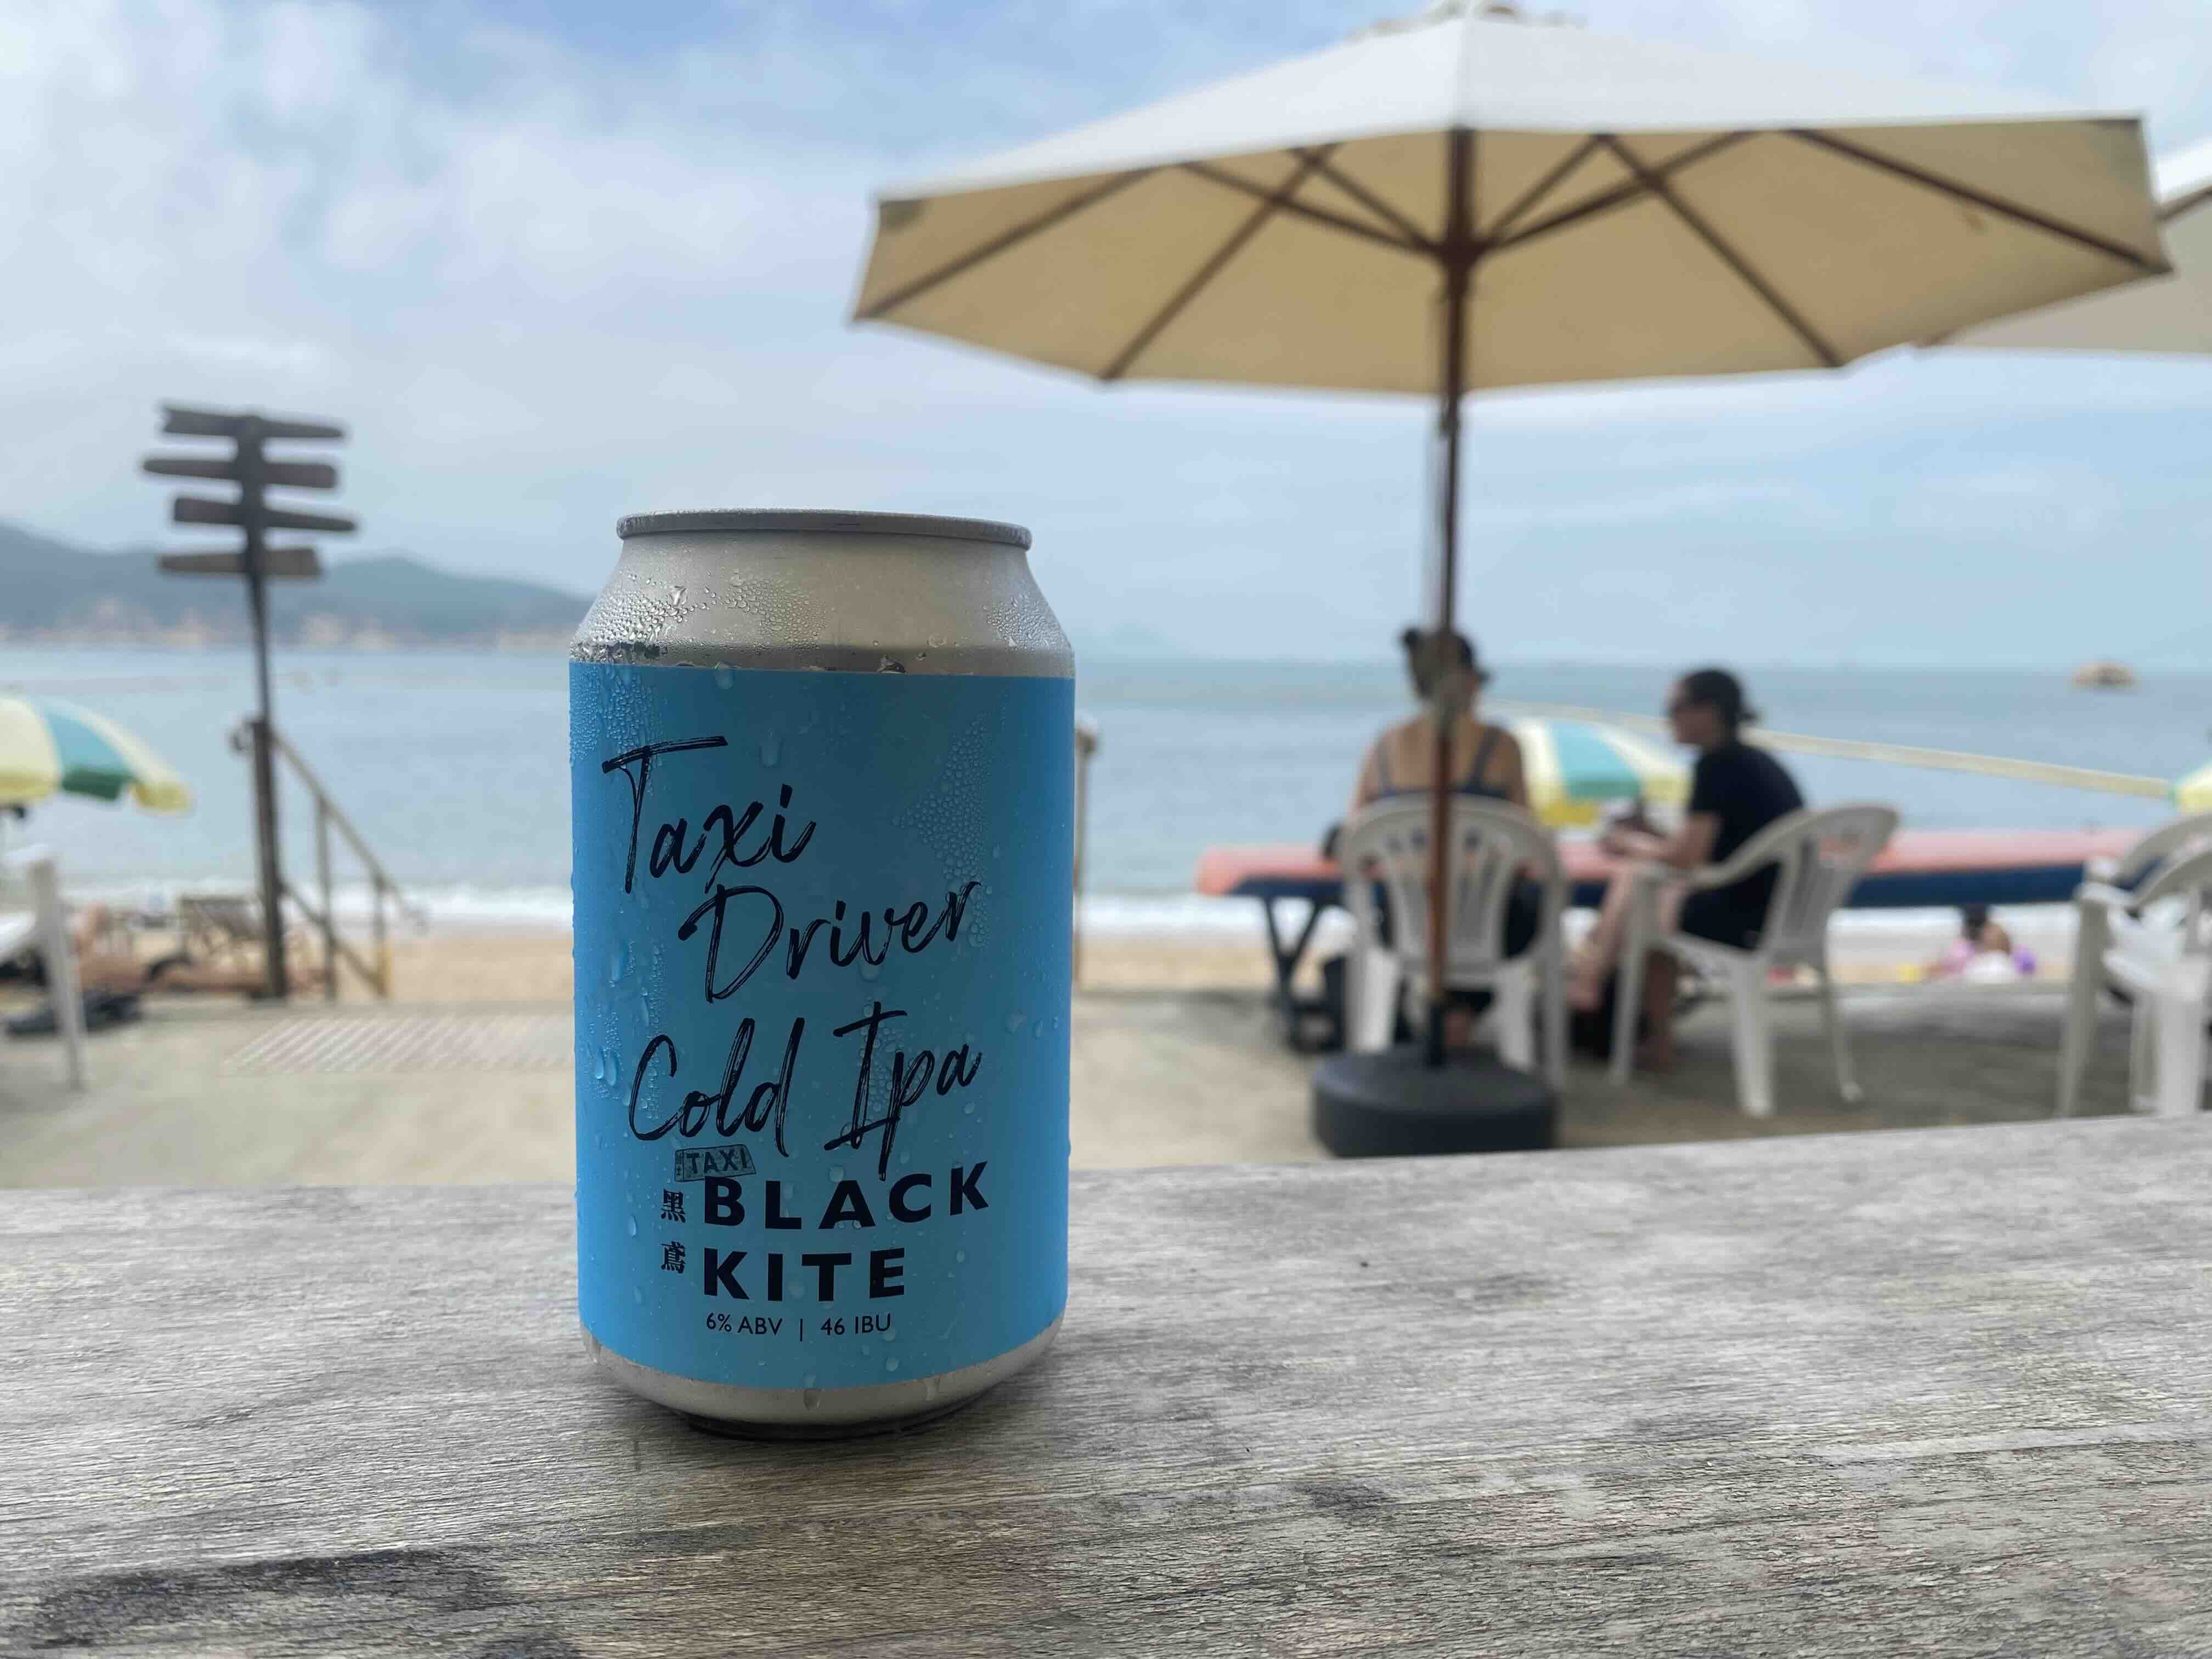 Taxi
Driver
Cold Ipa
TAXI
黑鳶
BLACK
KITE
6% ABV | 46 IBU